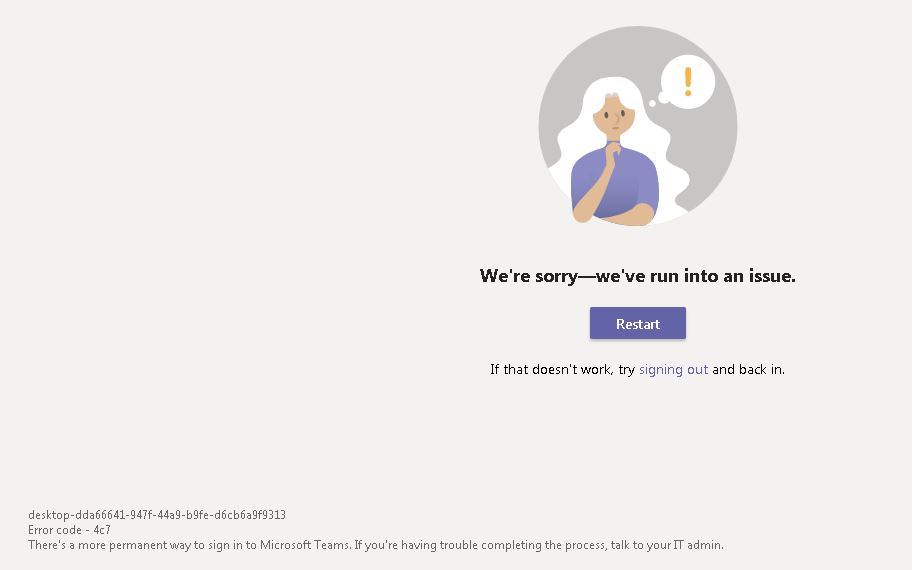 !
We're sorry—we've run into an issue.
Restart
If that doesn't work, try signing out and back in.
desktop-dda66641-947f-44a9-b9fe-d6cb6a9f9313
Error code - 4c7
There's a more permanent way to sign in to Microsoft Teams. If you're having trouble completing the process, talk to your IT admin.